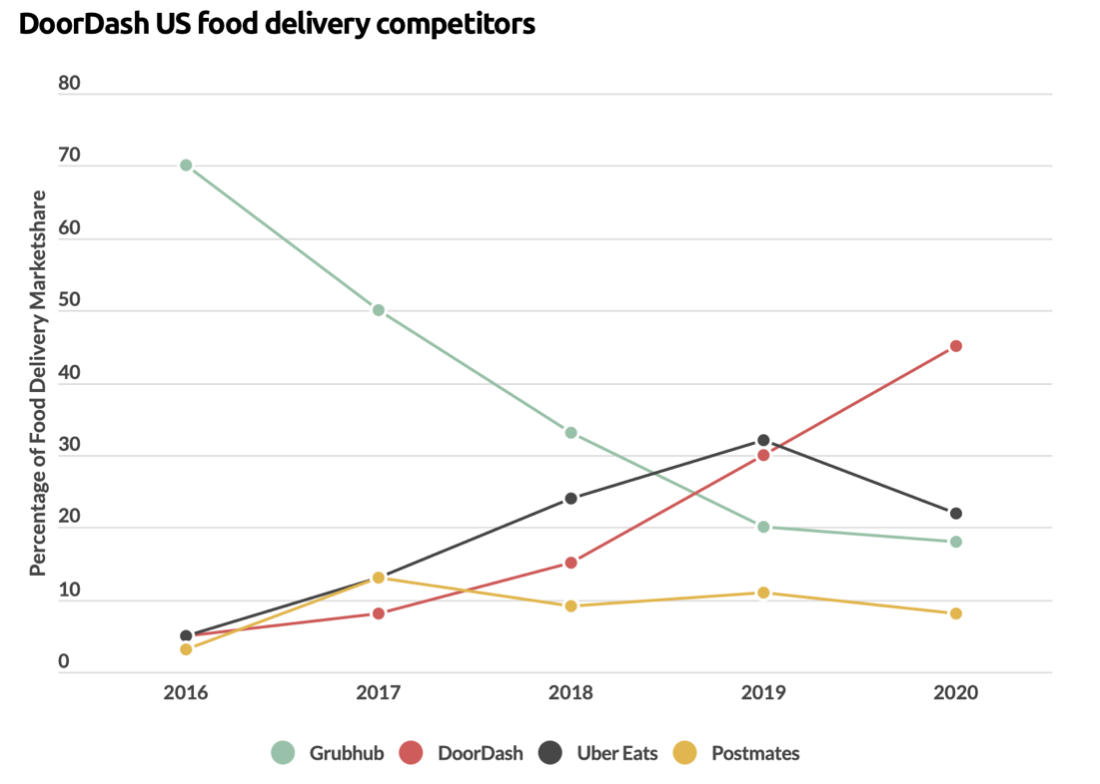 DoorDash US food delivery competitors
Percentage of Food Delivery Marketshare
80
70
60
50
40
30
20
10
0
2016 2017 2018 2019 2020
Grubhub DoorDash Uber Eats Postmates